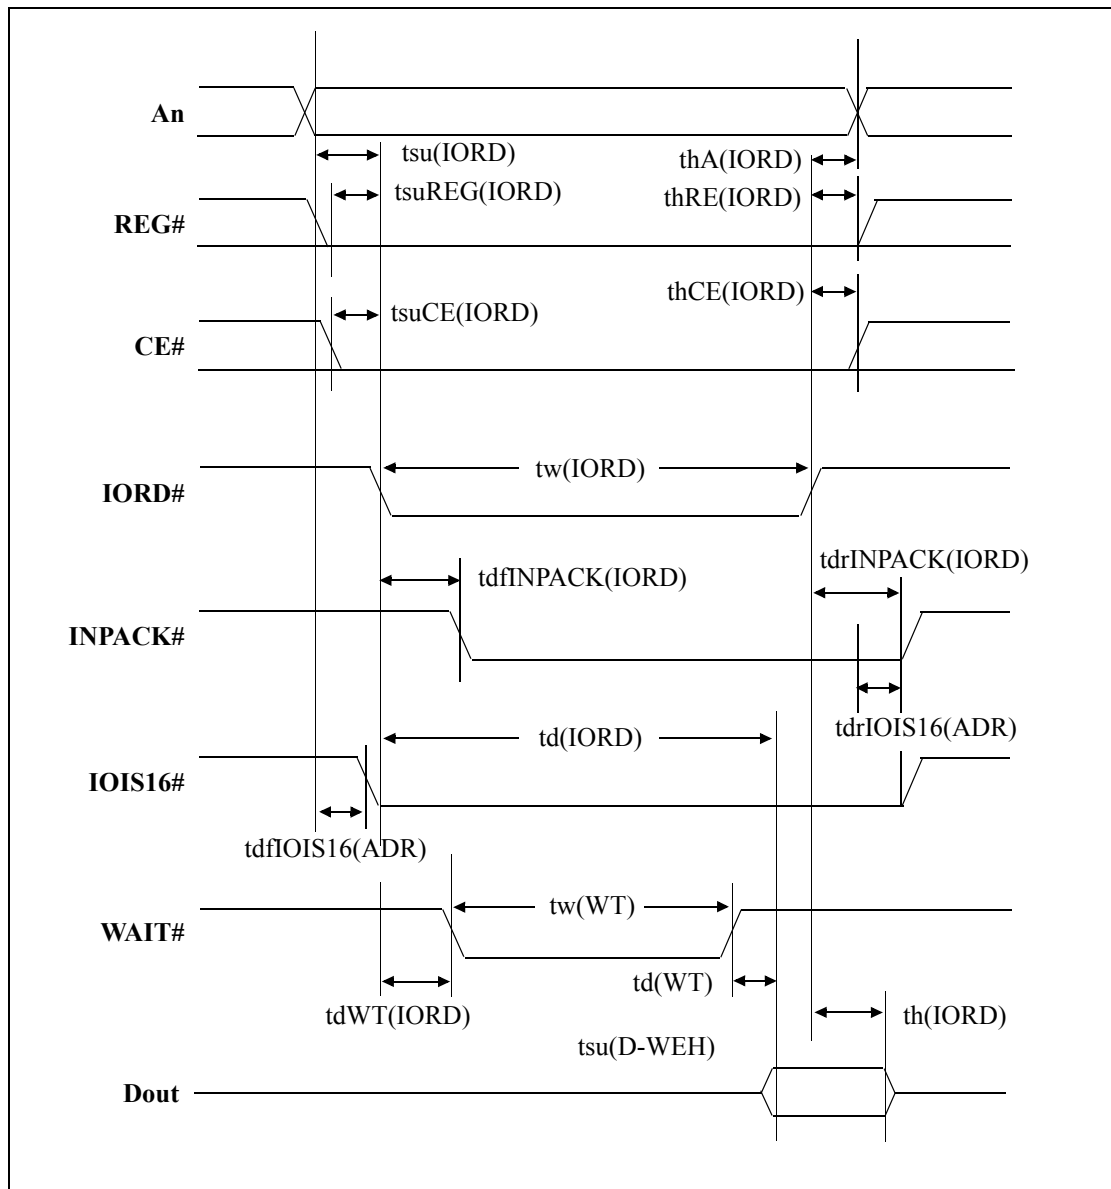 An
tsu(IORD)
thA(IORD)
tsuREG(IORD)
thRE(IORD)
REG#
thCE(IORD)
tsuCE(IORD)
CE#
tw(IORD)
IORD#
tdrINPACK(IORD)
tdfINPACK(IORD)
INPACK#
tdrIOIS16(ADR)
td(IORD)
IOIS16#
tdfIOIS16(ADR)
tw(WT)
WAIT#
td(WT)
tdWT(IORD)
th(IORD)
tsu(D-WEH)
Dout